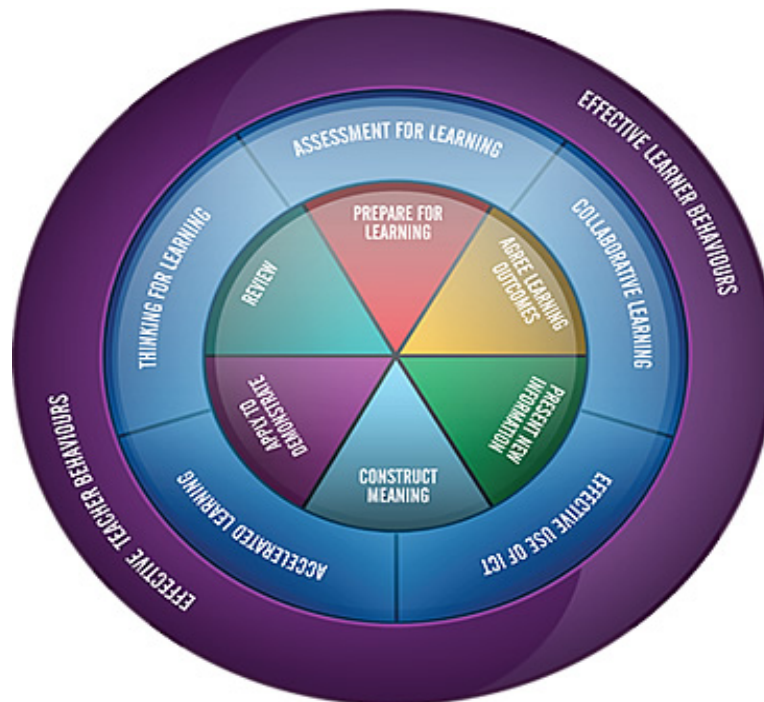 EFFECTIVE LEARNER BEHAVIOURS
EFFECTIVE TEACHER BEHAVIOURS
ASSESSMENT FOR LEARNING
COLLABORATIVE LEARNING
EFFECTIVE USE OF ICT
ACCELERATED LEARNING
THINKING FOR LEARNING
PREPARE FOR
LEARNING
AGREE LEARNING
OUTCOMES
PRESENT NEW
INFORMATION
CONSTRUCT
MEANING
APPLY TO
DEMONSTRATE
REVIEW